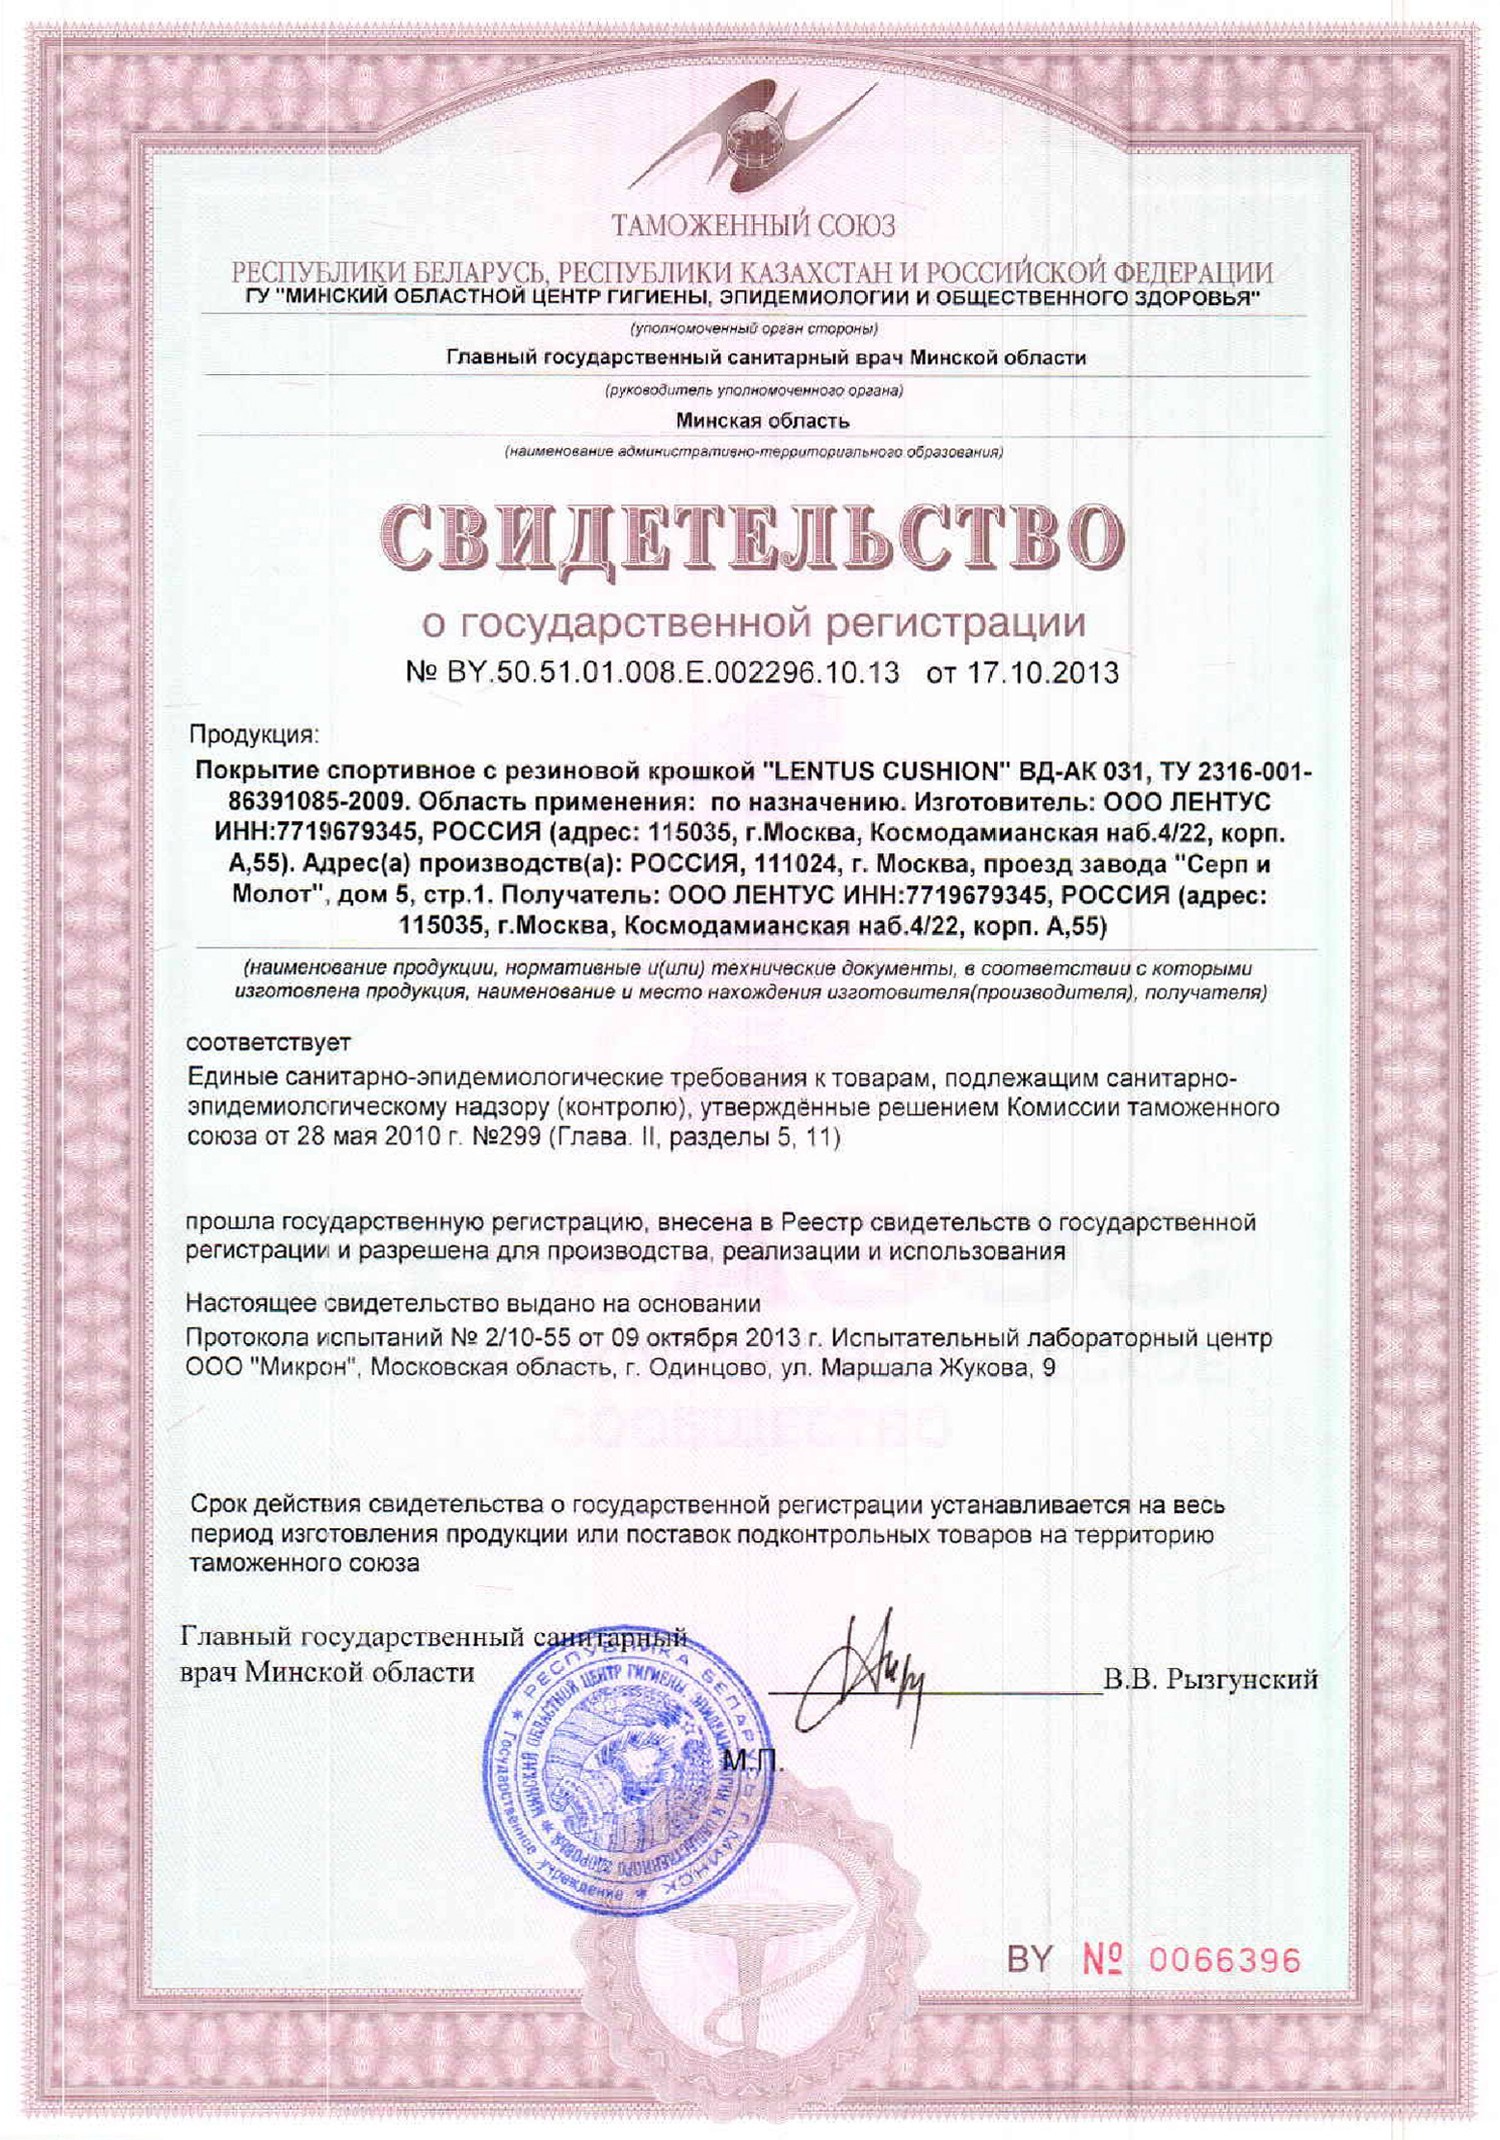 ТАМОЖЕННЫЙ СОЮЗ
РЕСПУБЛИКИ БЕЛАРУСЬ, РЕСПУБЛИКИ КАЗАХСТАН И РОССИЙСКОЙ ФЕДЕРАЦИИ
ГУ "МИНСКИЙ ОБЛАСТНОЙ ЦЕНТР ГИГИЕНЫ, ЭПИДЕМИОЛОГИИ И ОБЩЕСТВЕННОГО ЗДОРОВЬЯ"
(уполномоченный орган стороны)
Главный государственный санитарный врач Минской области
(руководитель уполномоченного органа)
Минская область
(наименование административно-территориального образования)
СВИДЕТЕЛЬСТВО
о государственной регистрации
№ BY.50.51.01.008.E.002296.10.13 от 17.10.2013
Продукция:
Покрытие спортивное с резиновой крошкой "LENTUS CUSHION" ВД-АК 031, ТУ 2316-001-
86391085-2009. Область применения: по назначению. Изготовитель: ООО ЛЕНТУС
ИНН:7719679345, РОССИЯ (адрес: 115035, г.Москва, Космодамианская наб.4/22, корп.
А,55). Адрес(а) производств(а): РОССИЯ, 111024, г. Москва, проезд завода "Серп и
Молот", дом 5, стр.1. Получатель: ООО ЛЕНТУС ИНН:7719679345, РОССИЯ (адрес:
115035, г.Москва, Космодамианская наб.4/22, корп. А,55)
(наименование продукции, нормативные и(или) технические документы, в соответствии с которыми
изготовлена продукция, наименование и место нахождения изготовителя(производителя), получателя)
соответствует
Единые санитарно-эпидемиологические требования к товарам, подлежащим санитарно-
эпидемиологическому надзору (контролю), утверждённые решением Комиссии таможенного
союза от 28 мая 2010 г. №299 (Глава. II, разделы 5, 11)
прошла государственную регистрацию, внесена в Реестр свидетельств о государственной
регистрации и разрешена для производства, реализации и использования
Настоящее свидетельство выдано на основании
Протокола испытаний № 2/10-55 от 09 октября 2013 г. Испытательный лабораторный центр
ООО "Микрон", Московская область, г. Одинцово, ул. Маршала Жукова, 9
СООБЩЕСТВО
Срок действия свидетельства о государственной регистрации устанавливается на весь
период изготовления продукции или поставок подконтрольных товаров на территорию
таможенного союза
Главный государственный санитарный
врач Минской области
В.В. Рызгунский
М.П.
РЕСПУБЛИКА БЕЛАРУСЬ Г.МИНСК
МИНСКИЙ ОБЛАСТНОЙ ЦЕНТР ГИГИЕНЫ, ЭПИДЕМИОЛОГИИ И ОБЩЕСТВЕННОГО ЗДОРОВЬЯ
BY № 0066396